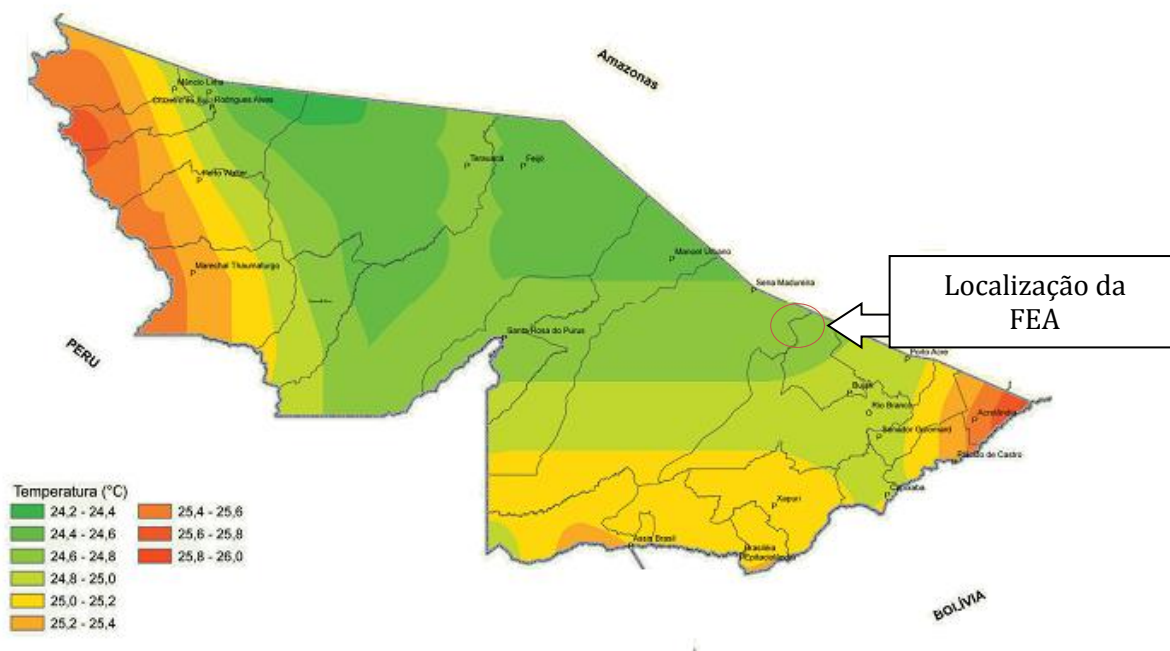 Amazonas
Mâncio Lima
Rodrigues Alves
Tarauacá
Feijó
Porto Walter
Marechal Thaumaturgo
Manoel Urbano
Sena Madureira
Localização da
FEA
Santa Rosa do Purus
PERU
Porto Acre
Bujari
Rio Branco
Acrelândia
Senador Guiomard
Plácido de Castro
Capixaba
Xapuri
Assis Brasil
Brasiléia
Epitaciolândia
BOLÍVIA
Temperatura (°C)
24,2 - 24,4
24,4 - 24,6
24,6 - 24,8
24,8 - 25,0
25,0 - 25,2
25,2 - 25,4
25,4 - 25,6
25,6 - 25,8
25,8 - 26,0